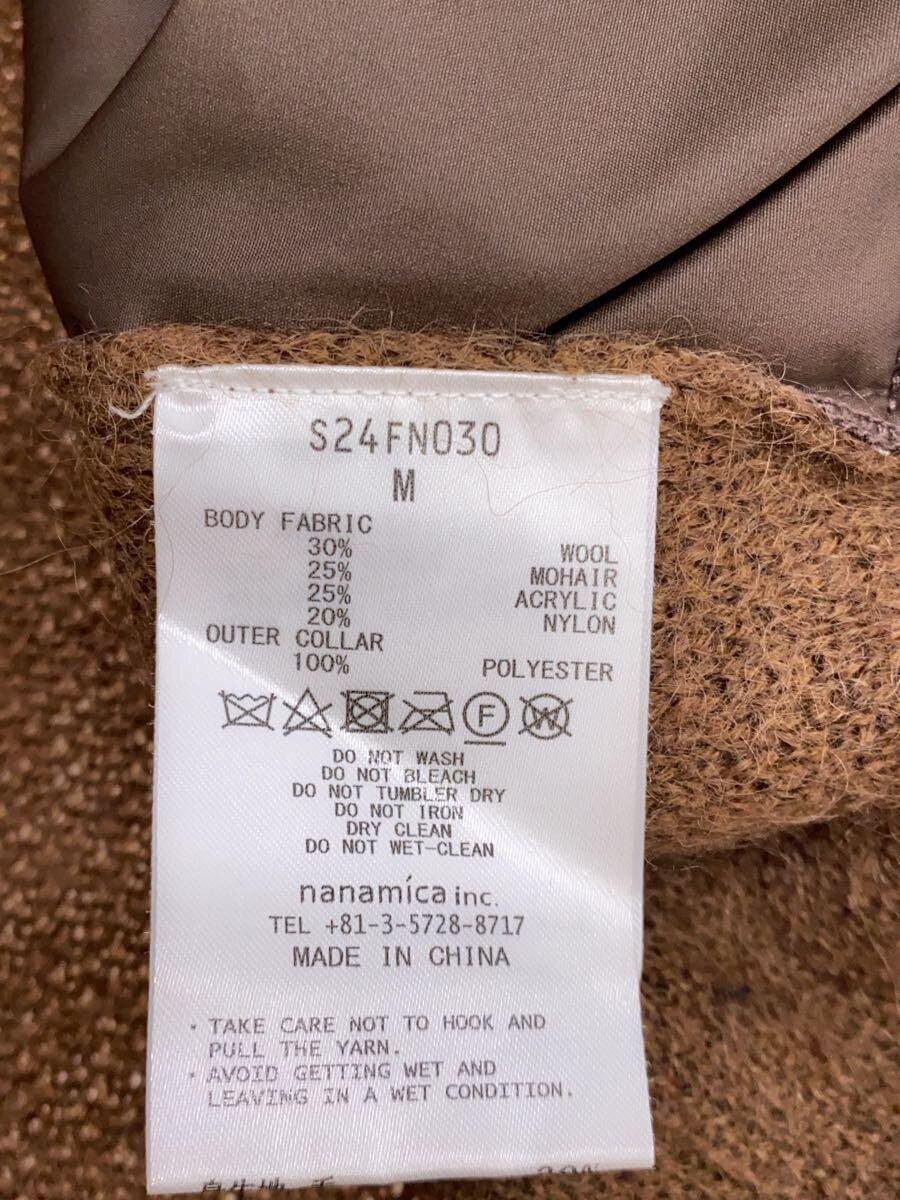 S24FN030
M
BODY FABRIC
30% WOOL
25% MOHAIR
25% ACRYLIC
20% NYLON
OUTER COLLAR
100% POLYESTER
F W
DO NOT WASH
DO NOT BLEACH
DO NOT TUMBLER DRY
DO NOT IRON
DRY CLEAN
DO NOT WET-CLEAN
nanamíca inc.
TEL +81-3-5728-8717
MADE IN CHINA
・TAKE CARE NOT TO HOOK AND
PULL THE YARN.
・AVOID GETTING WET AND
LEAVING IN A WET CONDITION.